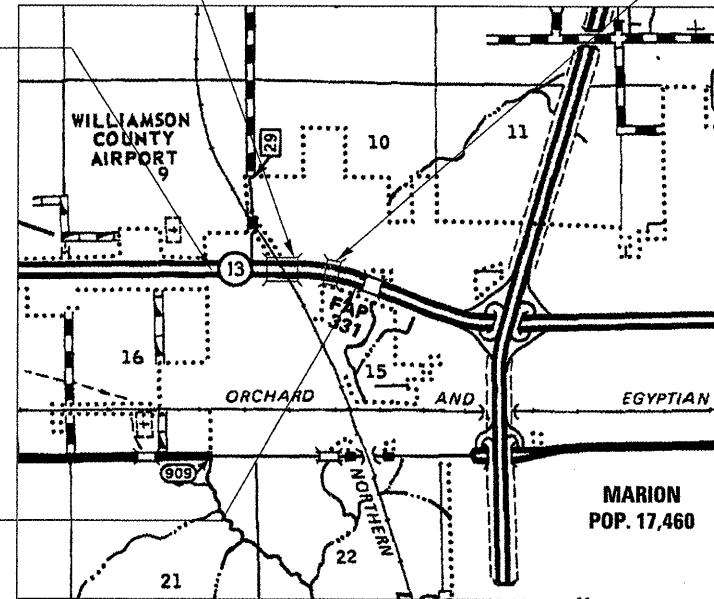 WILLIAMSON
COUNTY
AIRPORT
9
29
10
11
13
FAP
331
16
15
ORCHARD AND EGYPTIAN
909
NORTHERN
MARION
POP. 17,460
22
21